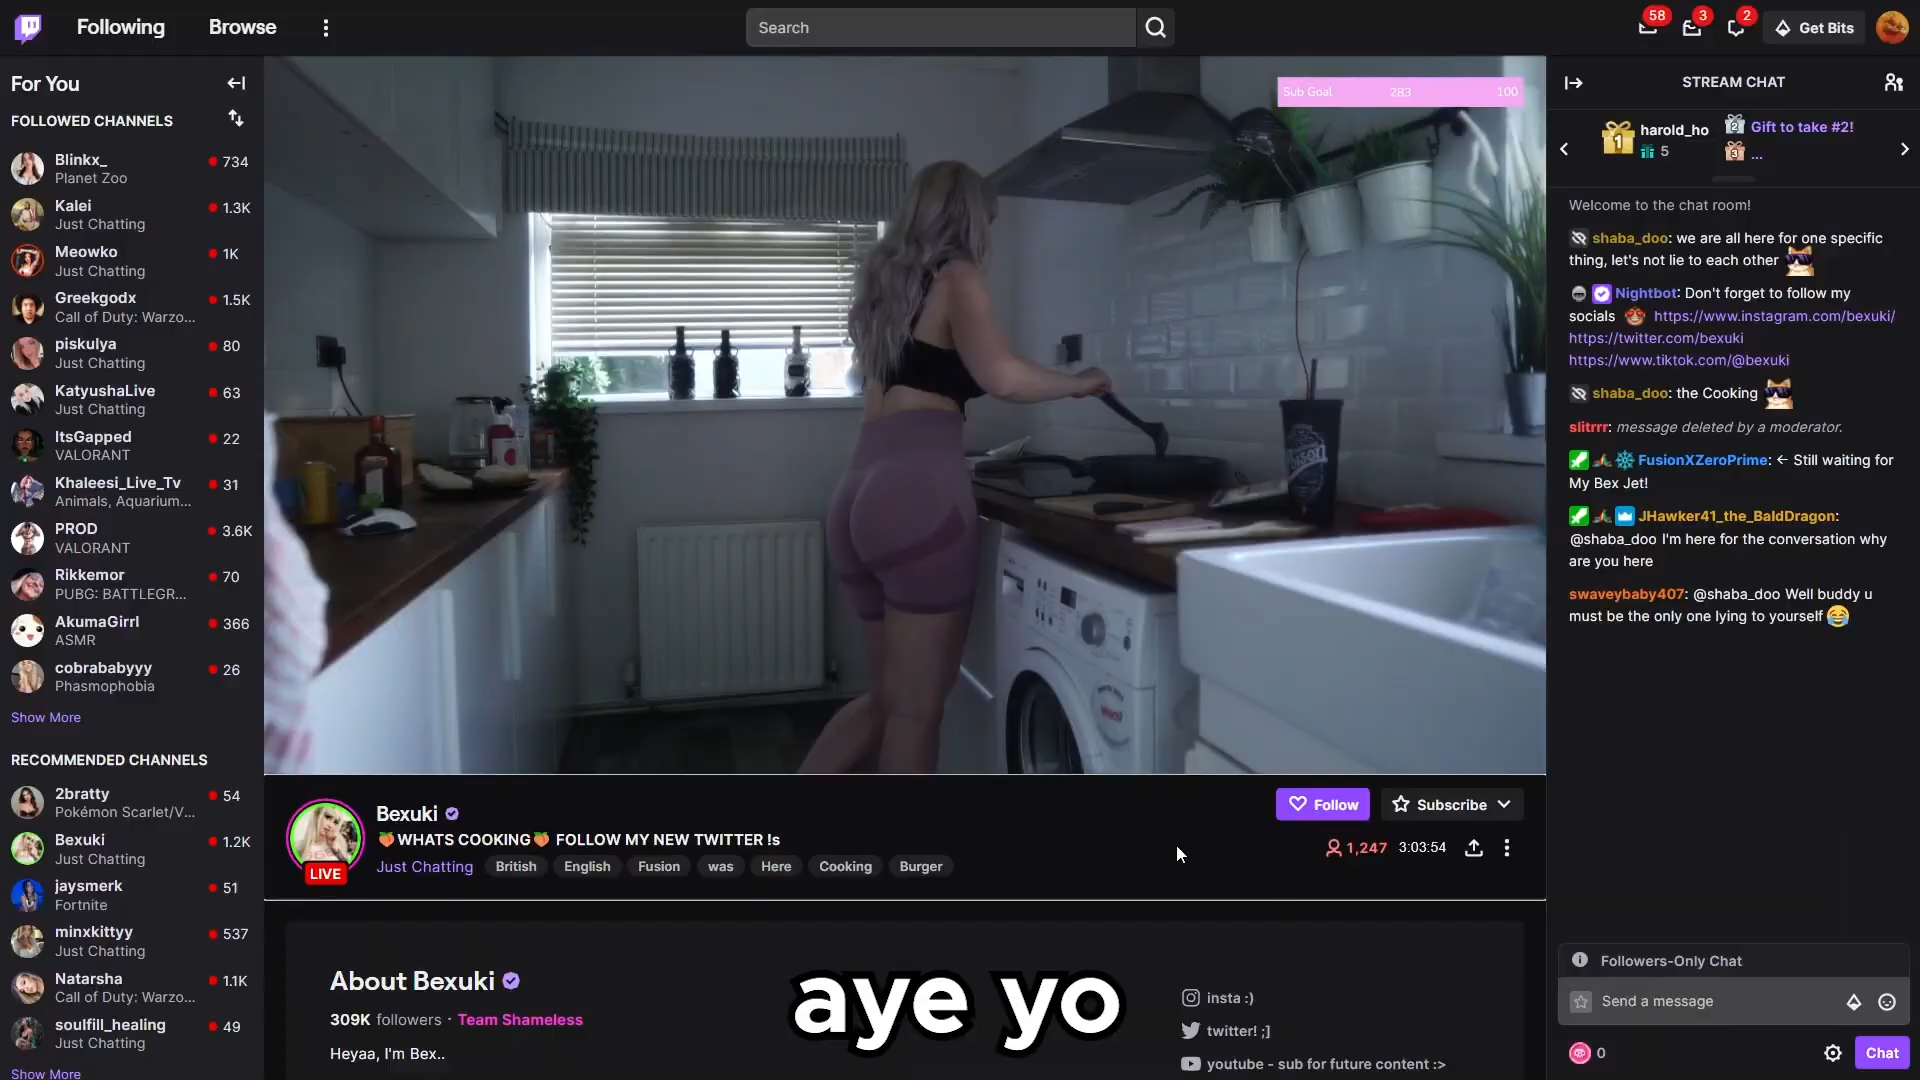 Following
Browse
Search
58
3
2
Get Bits
For You
FOLLOWED CHANNELS
Blinkx_
734
Planet Zoo
Kalei
1.3K
Just Chatting
Meowko
1K
Just Chatting
Greekgodx
1.5K
Call of Duty: Warzo...
piskulya
80
Just Chatting
KatyushaLive
63
Just Chatting
ItsGapped
22
VALORANT
Khaleesi_Live_Tv
31
Animals, Aquarium...
PROD
3.6K
VALORANT
Rikkemor
70
PUBG: BATTLEGR...
AkumaGirrl
366
ASMR
cobrababyyy
26
Phasmophobia
Show More
RECOMMENDED CHANNELS
2bratty
54
Pokémon Scarlet/V...
Bexuki
1.2K
Just Chatting
jaysmerk
51
Fortnite
minxkittyy
537
Just Chatting
Natarsha
1.1K
Call of Duty: Warzo...
soulfill_healing
49
Just Chatting
Show More
Sub Goal 283 100
Bexuki
🍑WHATS COOKING🍑 FOLLOW MY NEW TWITTER !s
LIVE
Just Chatting British English Fusion was Here Cooking Burger
Follow
Subscribe
1,247 3:03:54
About Bexuki
309K followers · Team Shameless
Heyaa, I'm Bex..
aye yo
insta :)
twitter! ;]
youtube - sub for future content :>
STREAM CHAT
1
harold_ho
5
2
Gift to take #2!
3
...
Welcome to the chat room!
shaba_doo: we are all here for one specific
thing, let's not lie to each other
Nightbot: Don't forget to follow my
socials https://www.instagram.com/bexuki/
https://twitter.com/bexuki
https://www.tiktok.com/@bexuki
shaba_doo: the Cooking
slitrrr: message deleted by a moderator.
FusionXZeroPrime: <- Still waiting for
My Bex Jet!
JHawker41_the_BaldDragon:
@shaba_doo I'm here for the conversation why
are you here
swaveybaby407: @shaba_doo Well buddy u
must be the only one lying to yourself 😂
Followers-Only Chat
Send a message
0
Chat